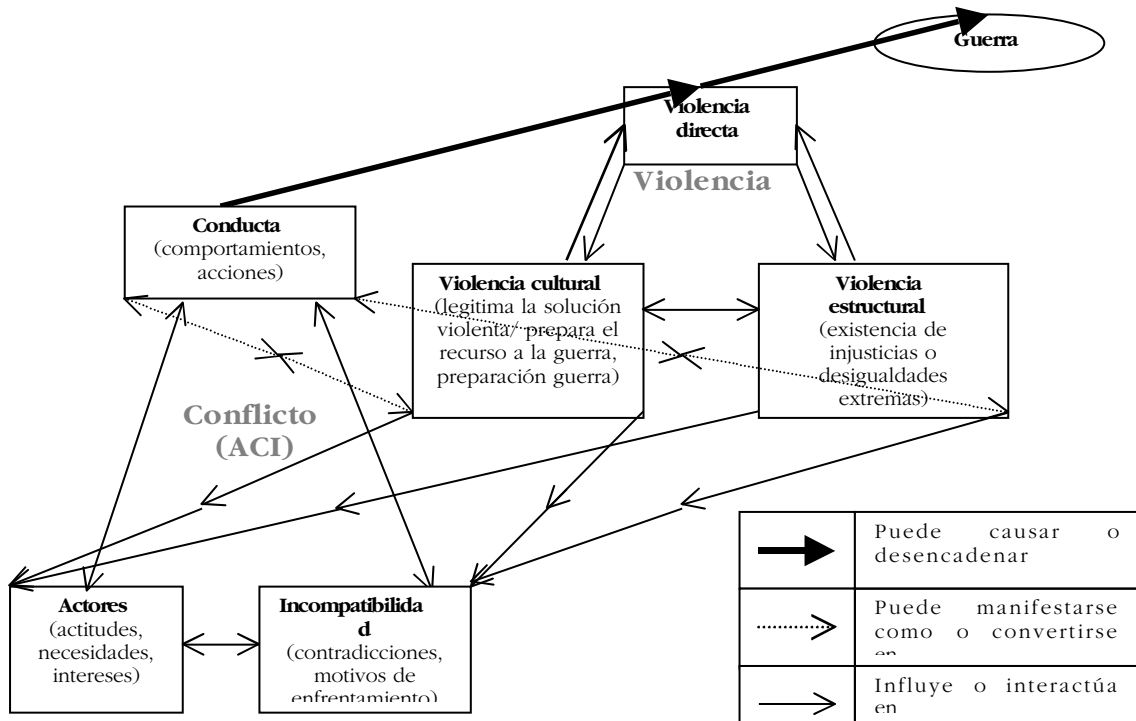 Guerra
Violencia
directa
Violencia
Conducta
(comportamientos,
acciones)
Violencia cultural
(legitima la solución
violenta/ prepara el
recurso a la guerra,
preparación guerra)
Violencia
estructural
(existencia de
injusticias o
desigualdades
extremas)
Conflicto
(ACI)
Actores
(actitudes,
necesidades,
intereses)
Incompatibilida
d
(contradicciones,
motivos de
enfrentamiento)
Puede causar o
desencadenar
Puede manifestarse
como o convertirse
en
Influye o interactúa
en